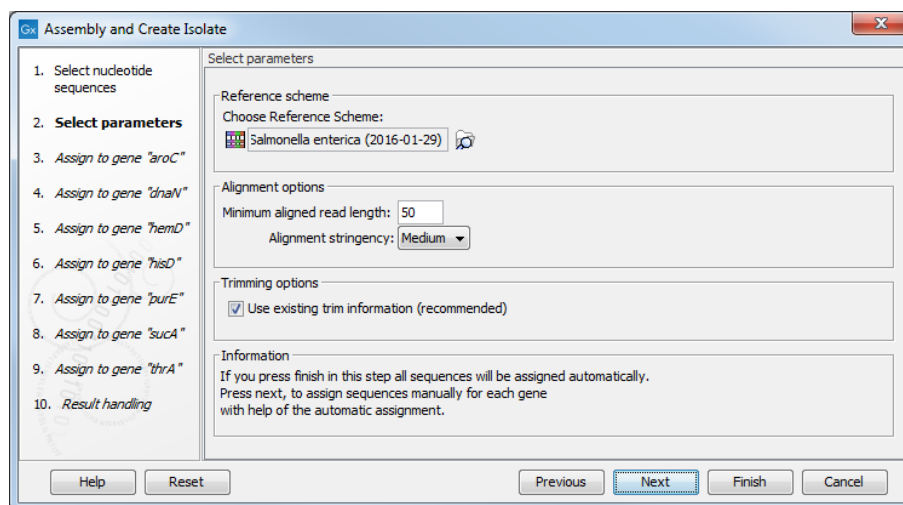 Gx Assembly and Create Isolate
1. Select nucleotide
sequences
2. Select parameters
3. Assign to gene "aroC"
4. Assign to gene "dnaN"
5. Assign to gene "hemD"
6. Assign to gene "hisD"
7. Assign to gene "purE"
8. Assign to gene "sucA"
9. Assign to gene "thrA"
10. Result handling
Select parameters
Reference scheme
Choose Reference Scheme:
Salmonella enterica (2016-01-29)
Alignment options
Minimum aligned read length: 50
Alignment stringency: Medium
Trimming options
Use existing trim information (recommended)
Information
If you press finish in this step all sequences will be assigned automatically.
Press next, to assign sequences manually for each gene
with help of the automatic assignment.
Help Reset Previous Next Finish Cancel